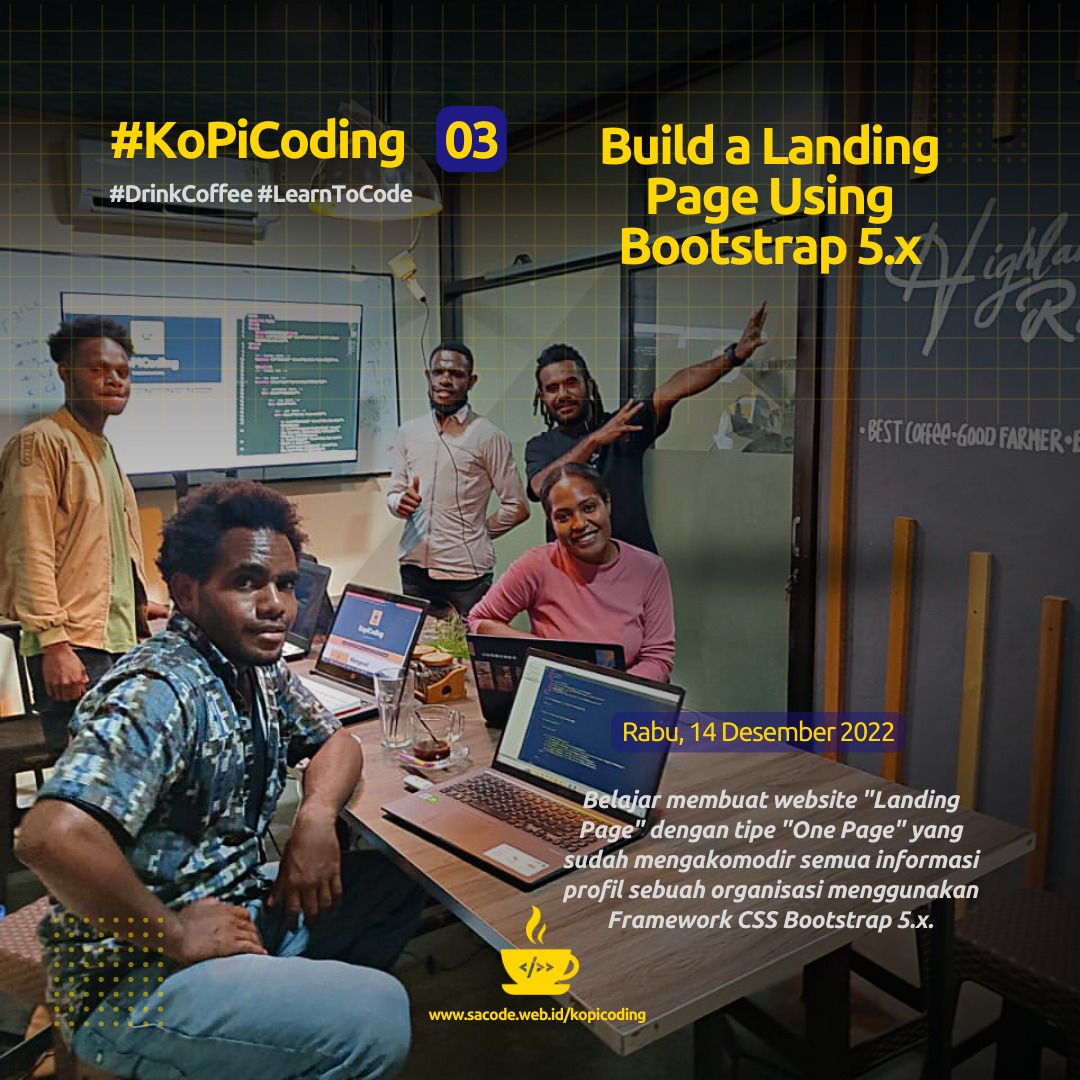 #KoPiCoding 03
#DrinkCoffee #LearnToCode
Build a Landing
Page Using
Bootstrap 5.x
• BEST COFFEE • GOOD FARMER •
KopiCoding
Rabu, 14 Desember 2022
Belajar membuat website "Landing
Page" dengan tipe "One Page" yang
sudah mengakomodir semua informasi
profil sebuah organisasi menggunakan
Framework CSS Bootstrap 5.x.
</>>
www.sacode.web.id/kopicoding